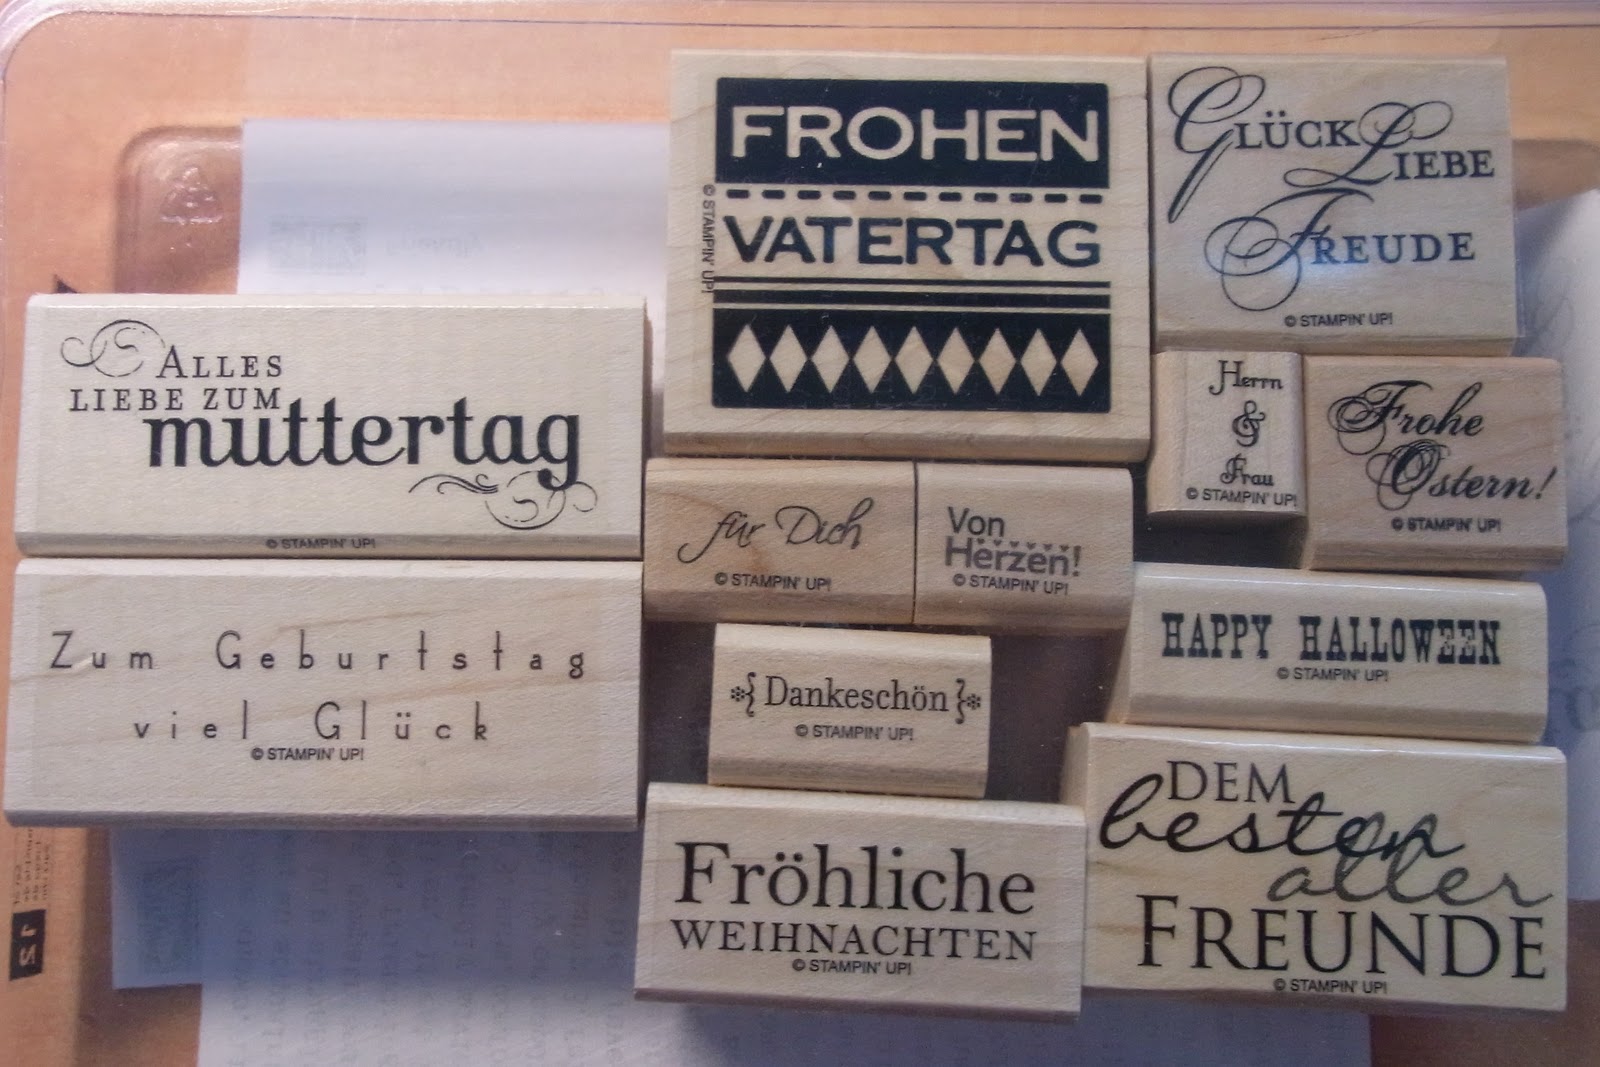 FROHEN
VATERTAG
© STAMPIN' UP!
GLÜCK
LIEBE
FREUDE
© STAMPIN' UP!
ALLES
LIEBE ZUM
muttertag
© STAMPIN' UP!
Herrn
&
Frau
© STAMPIN' UP!
Frohe
Ostern!
© STAMPIN' UP!
für Dich
© STAMPIN' UP!
Von
Herzen!
© STAMPIN' UP!
Zum Geburtstag
viel Glück
© STAMPIN' UP!
HAPPY HALLOWEEN
© STAMPIN' UP!
Dankeschön
© STAMPIN' UP!
Fröhliche
WEIHNACHTEN
© STAMPIN' UP!
DEM
besten
aller
FREUNDE
© STAMPIN' UP!